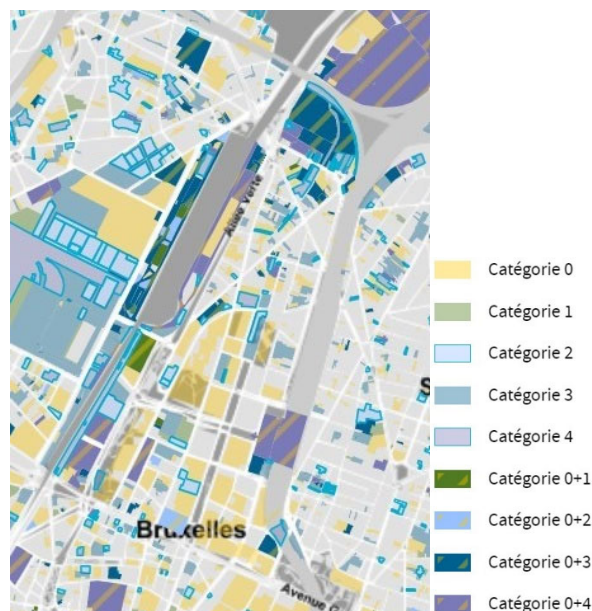 Allée Verte
Catégorie 0
Catégorie 1
Catégorie 2
Catégorie 3
S
Catégorie 4
Catégorie 0+1
Catégorie 0+2
Bruxelles
Catégorie 0+3
Avenue
Catégorie 0+4